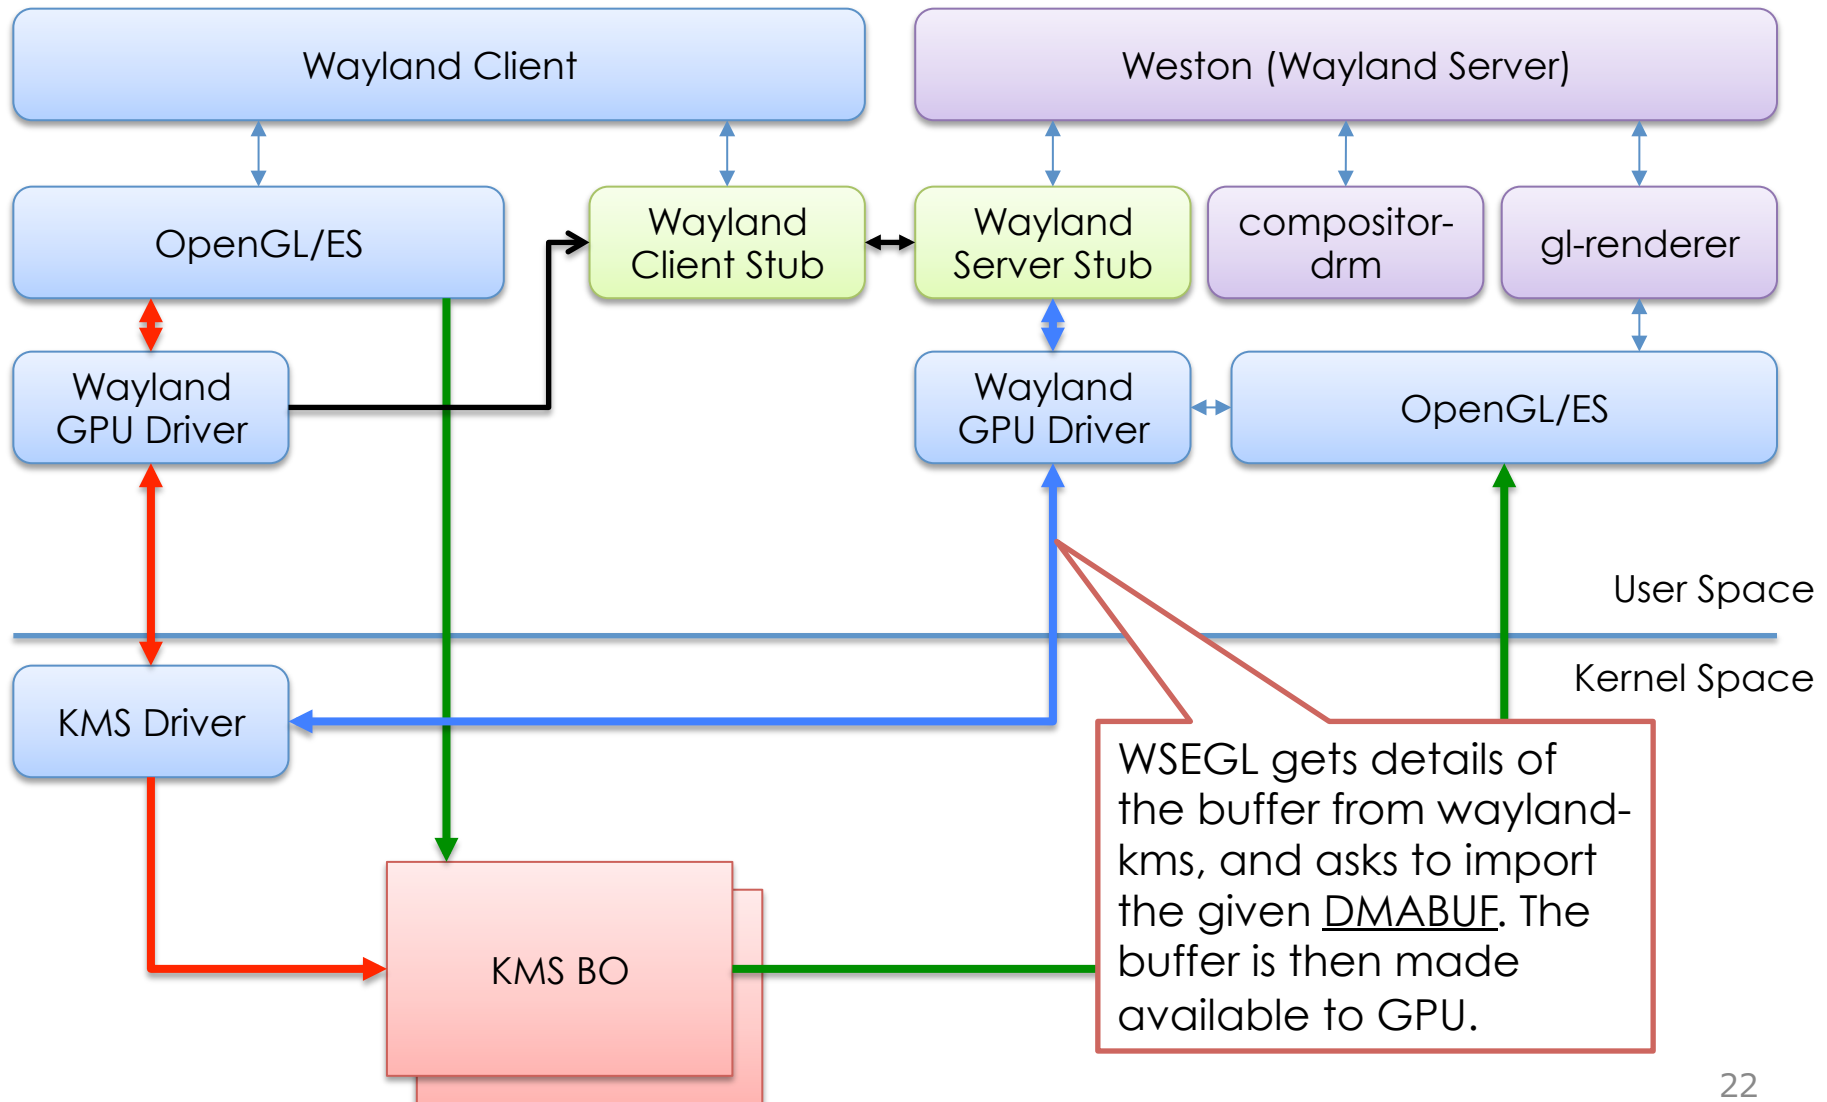 Wayland Client
Weston (Wayland Server)
OpenGL/ES
Wayland
Client Stub
Wayland
Server Stub
compositor-
drm
gl-renderer
Wayland
GPU Driver
Wayland
GPU Driver
OpenGL/ES
User Space
Kernel Space
KMS Driver
WSEGL gets details of
the buffer from wayland-
kms, and asks to import
the given DMABUF. The
buffer is then made
available to GPU.
KMS BO
22